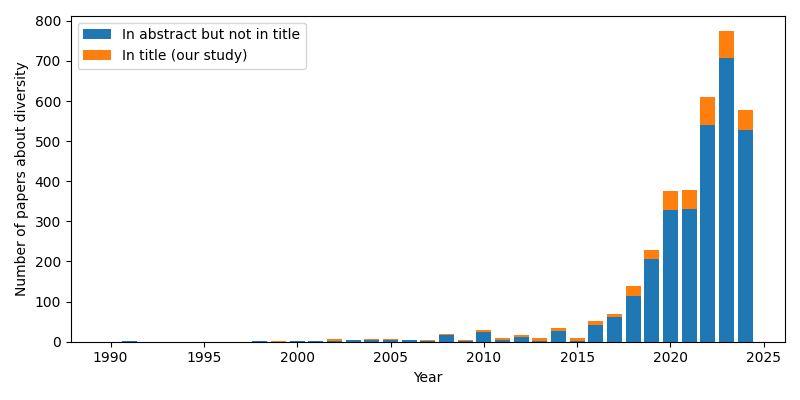 In abstract but not in title
In title (our study)
Number of papers about diversity
800
700
600
500
400
300
200
100
0
1990 1995 2000 2005 2010 2015 2020 2025
Year